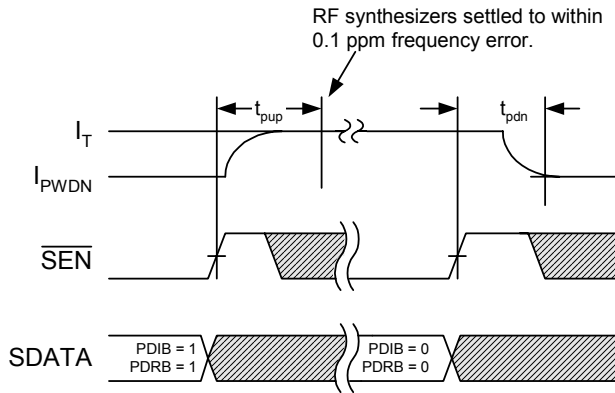 RF synthesizers settled to within
0.1 ppm frequency error.
t_pup
t_pdn
I_T
I_PWDN
SEN
SDATA
PDIB = 1
PDRB = 1
PDIB = 0
PDRB = 0